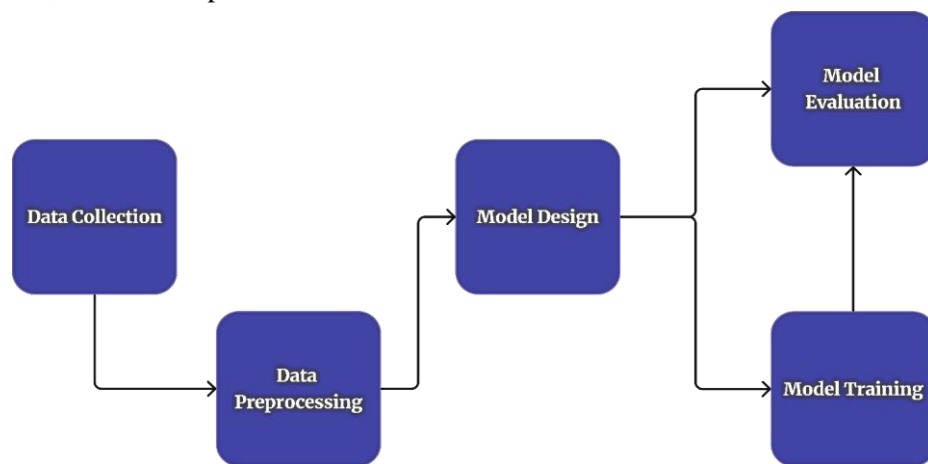 Data Collection
Data
Preprocessing
Model Design
Model
Evaluation
Model Training